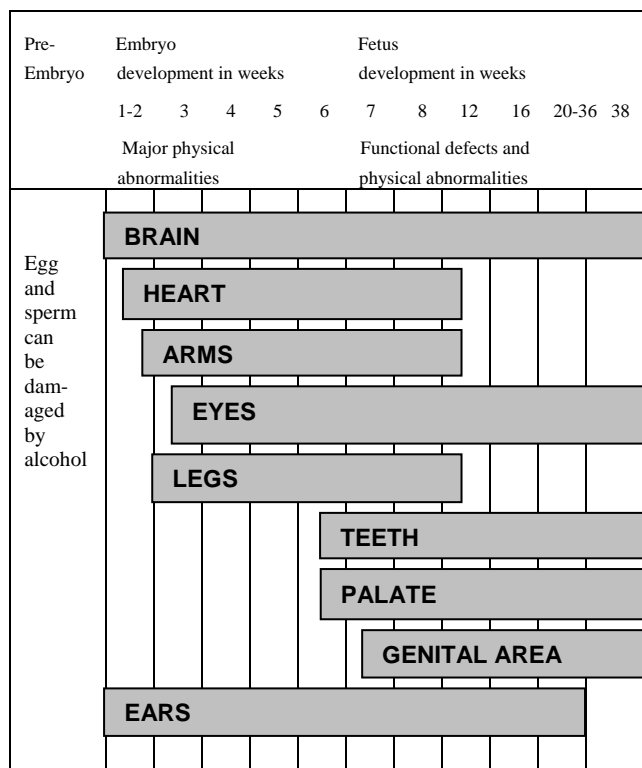 Pre-
Embryo
Embryo
development in weeks
Fetus
development in weeks
1-2 3 4 5 6 7 8 12 16 20-36 38
Major physical
abnormalities
Functional defects and
physical abnormalities
Egg
and
sperm
can
be
dam-
aged
by
alcohol
BRAIN
HEART
ARMS
EYES
LEGS
TEETH
PALATE
GENITAL AREA
EARS